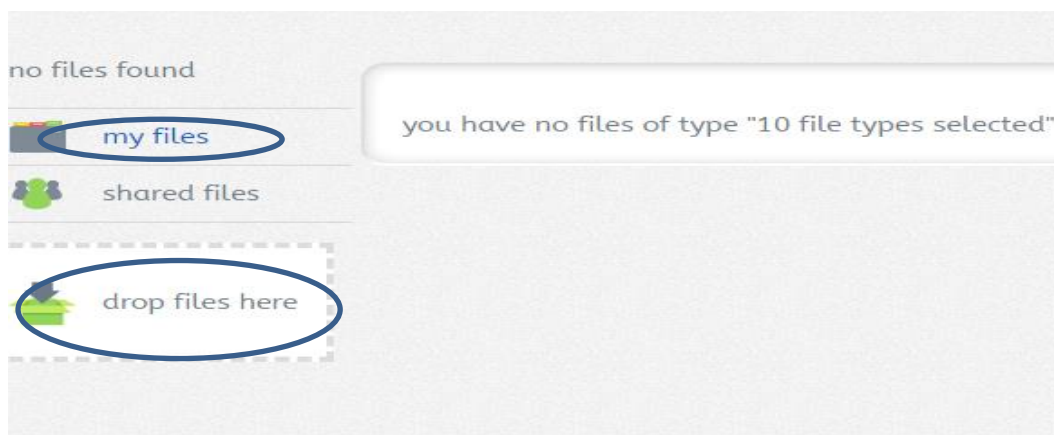 no files found
my files
shared files
drop files here
you have no files of type "10 file types selected"